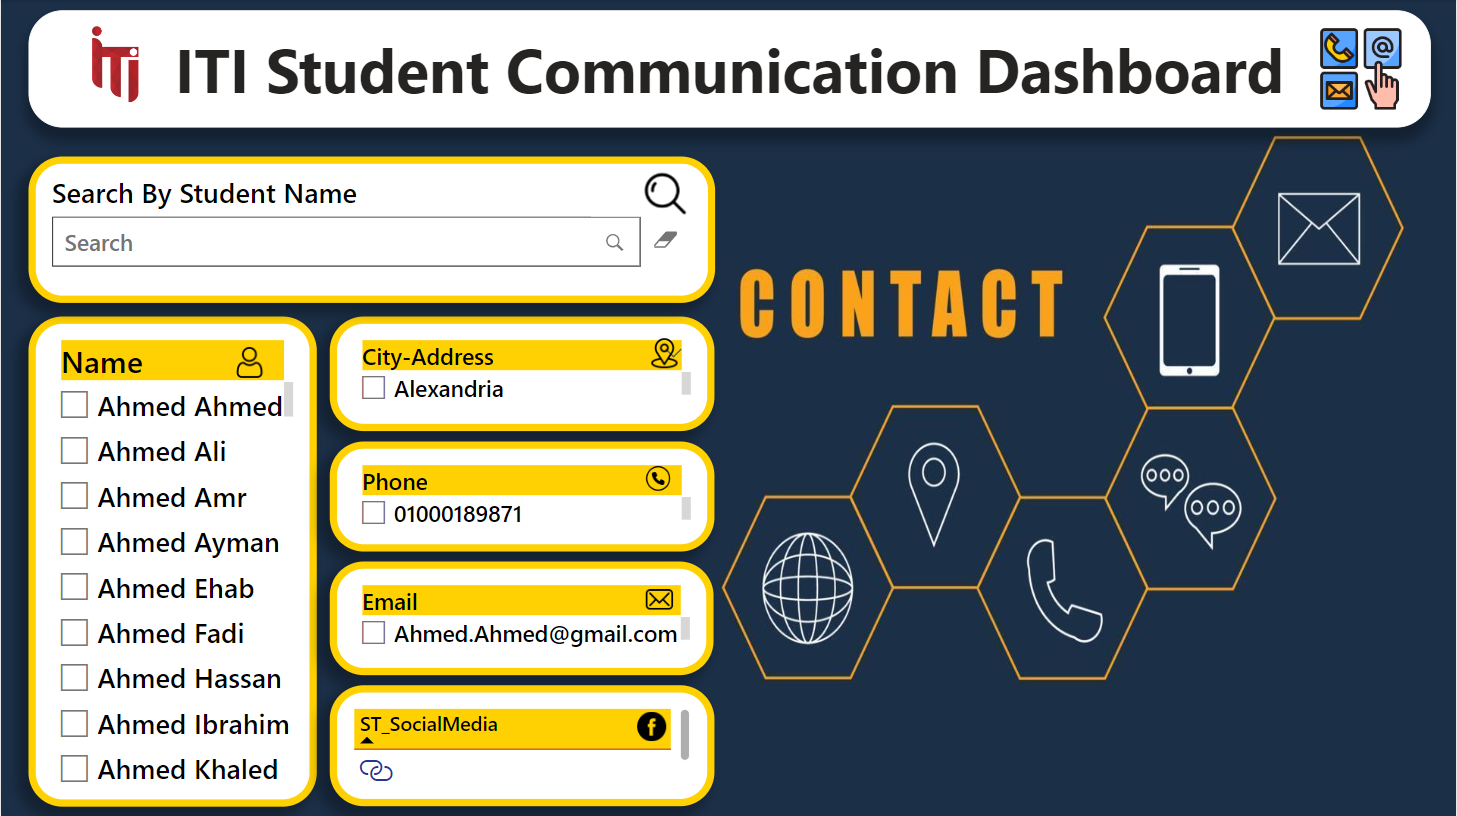 iTi
ITI Student Communication Dashboard
Search By Student Name
Search
Name
Ahmed Ahmed
Ahmed Ali
Ahmed Amr
Ahmed Ayman
Ahmed Ehab
Ahmed Fadi
Ahmed Hassan
Ahmed Ibrahim
Ahmed Khaled
City-Address
Alexandria
Phone
01000189871
Email
Ahmed.Ahmed@gmail.com
ST_SocialMedia
CONTACT